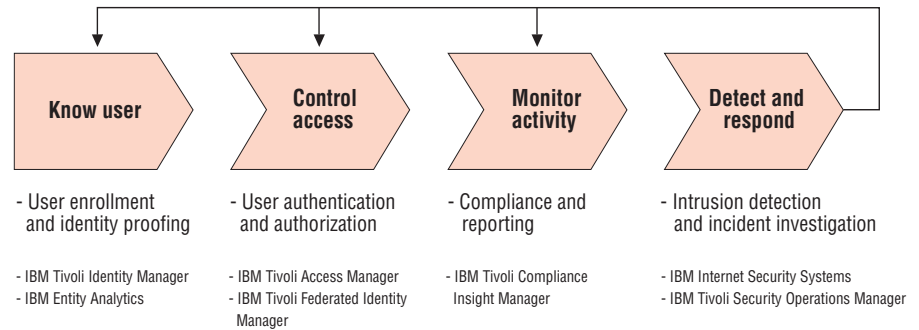 Know user
Control
access
Monitor
activity
Detect and
respond
- User enrollment
and identity proofing
- IBM Tivoli Identity Manager
- IBM Entity Analytics
- User authentication
and authorization
- IBM Tivoli Access Manager
- IBM Tivoli Federated Identity
Manager
- Compliance and
reporting
- IBM Tivoli Compliance
Insight Manager
- Intrusion detection
and incident investigation
- IBM Internet Security Systems
- IBM Tivoli Security Operations Manager